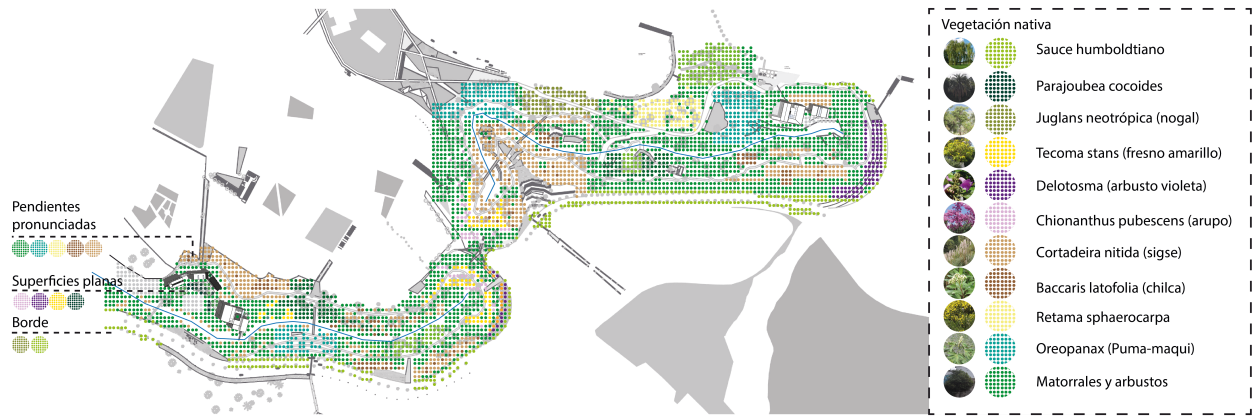 Pendientes
pronunciadas
Superficies planas
Borde
Vegetación nativa
Sauce humboldtiano
Parajoubea cocoides
Juglans neotrópica (nogal)
Tecoma stans (fresno amarillo)
Delotosma (arbusto violeta)
Chionanthus pubescens (arupo)
Cortadeira nitida (sigse)
Baccaris latofolia (chilca)
Retama sphaerocarpa
Oreopanax (Puma-maqui)
Matorrales y arbustos